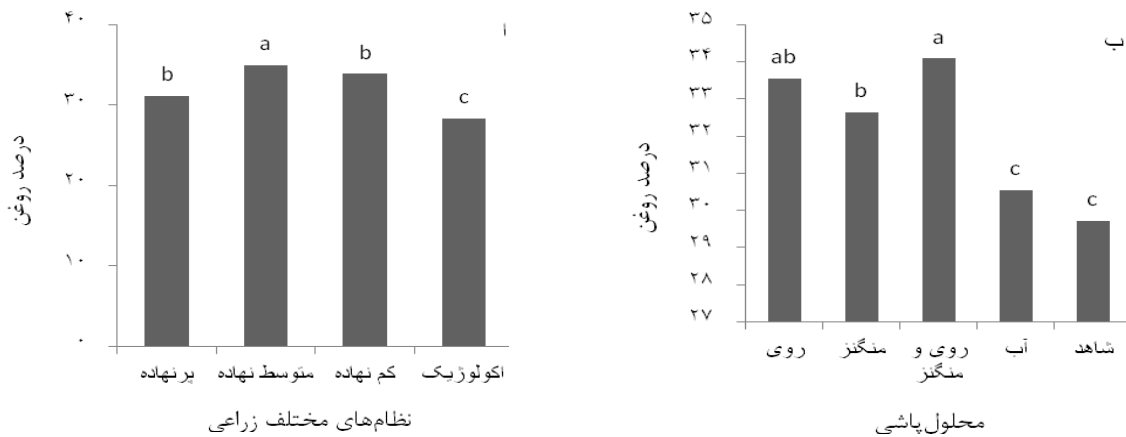 ا
درصد روغن
۴۰
۳۰
۲۰
۱۰
۰
b
a
b
c
پرنهاده
متوسط نهاده
کم نهاده
اکولوژیک
نظام‌های مختلف زراعی
ب
درصد روغن
۳۵
۳۴
۳۳
۳۲
۳۱
۳۰
۲۹
۲۸
۲۷
ab
b
a
c
c
روی
منگنز
روی و
منگنز
آب
شاهد
محلول‌پاشی